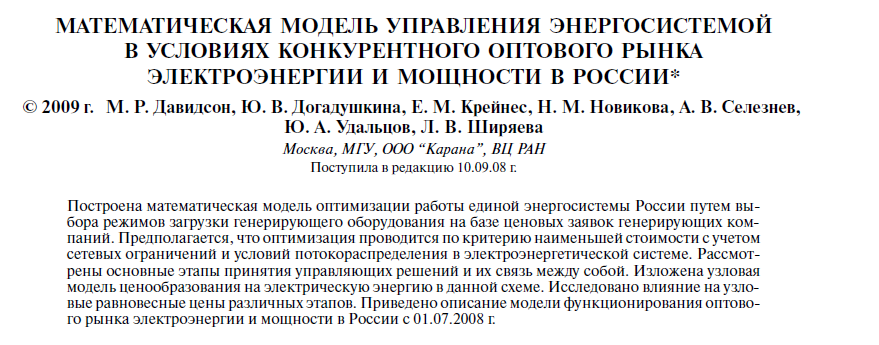 МАТЕМАТИЧЕСКАЯ МОДЕЛЬ УПРАВЛЕНИЯ ЭНЕРГОСИСТЕМОЙ
В УСЛОВИЯХ КОНКУРЕНТНОГО ОПТОВОГО РЫНКА
ЭЛЕКТРОЭНЕРГИИ И МОЩНОСТИ В РОССИИ*
© 2009 г. М. Р. Давидсон, Ю. В. Догадушкина, Е. М. Крейнес, Н. М. Новикова, А. В. Селезнев,
Ю. А. Удальцов, Л. В. Ширяева
Москва, МГУ, ООО “Карана”, ВЦ РАН
Поступила в редакцию 10.09.08 г.
Построена математическая модель оптимизации работы единой энергосистемы России путем вы-
бора режимов загрузки генерирующего оборудования на базе ценовых заявок генерирующих ком-
паний. Предполагается, что оптимизация проводится по критерию наименьшей стоимости с учетом
сетевых ограничений и условий потокораспределения в электроэнергетической системе. Рассмот-
рены основные этапы принятия управляющих решений и их связь между собой. Изложена узловая
модель ценообразования на электрическую энергию в данной схеме. Исследовано влияние на узло-
вые равновесные цены различных этапов. Приведено описание модели функционирования оптово-
го рынка электроэнергии и мощности в России с 01.07.2008 г.